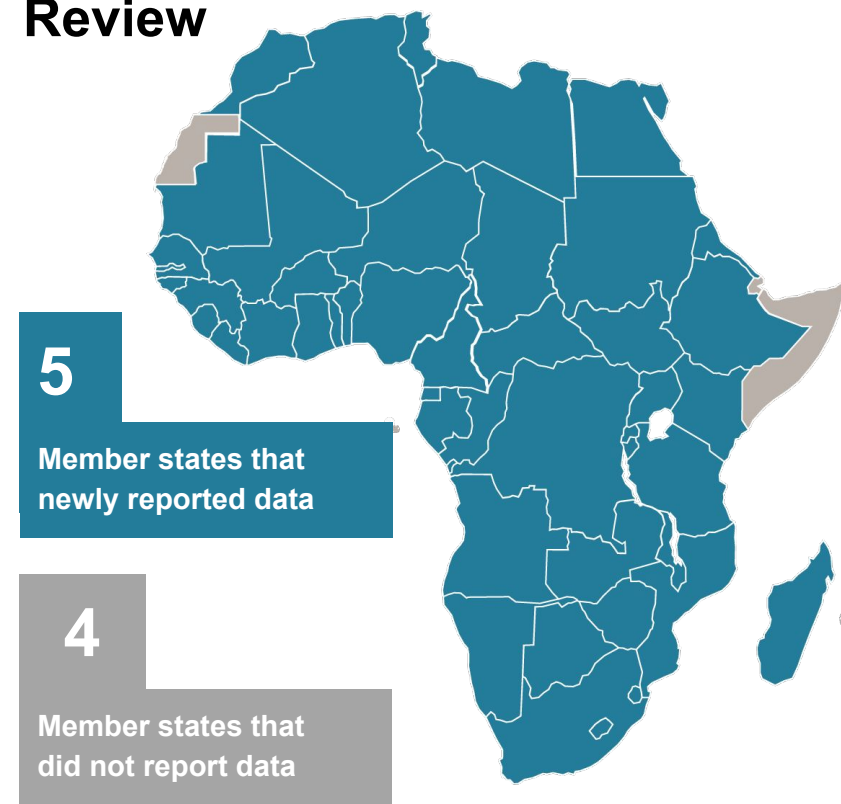 Review
5
Member states that
newly reported data
4
Member states that
did not report data